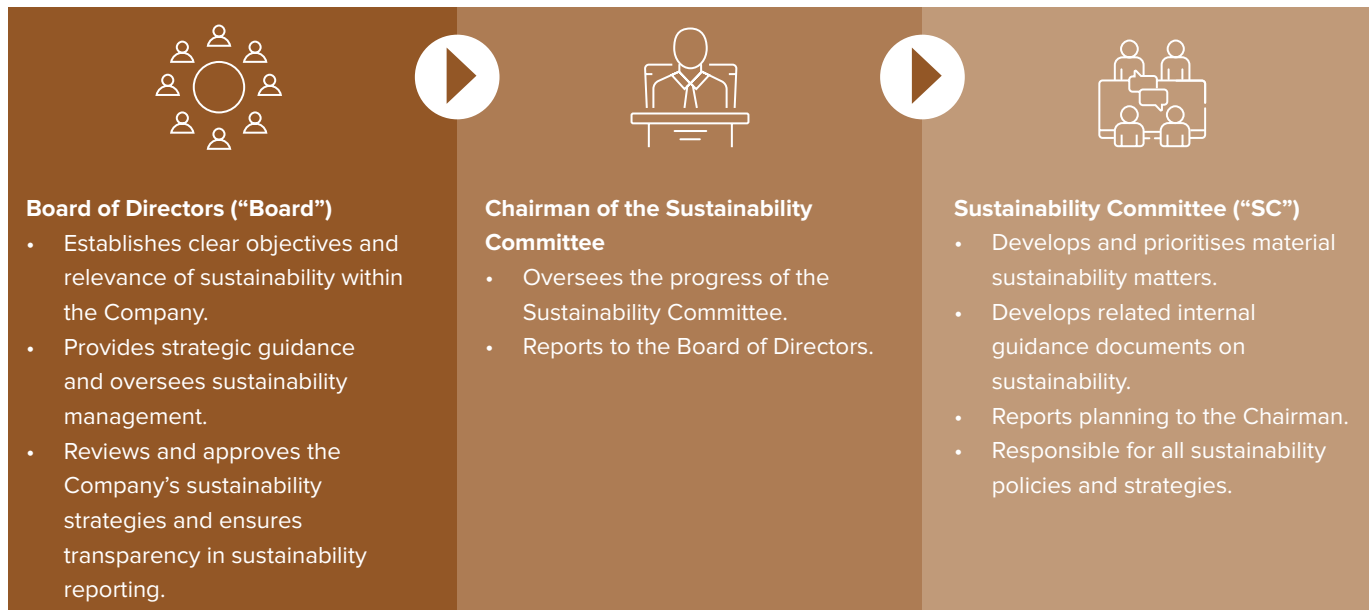 Board of Directors (“Board”)
• Establishes clear objectives and
relevance of sustainability within
the Company.
• Provides strategic guidance
and oversees sustainability
management.
• Reviews and approves the
Company’s sustainability
strategies and ensures
transparency in sustainability
reporting.
Chairman of the Sustainability
Committee
• Oversees the progress of the
Sustainability Committee.
• Reports to the Board of Directors.
Sustainability Committee (“SC”)
• Develops and prioritises material
sustainability matters.
• Develops related internal
guidance documents on
sustainability.
• Reports planning to the Chairman.
• Responsible for all sustainability
policies and strategies.